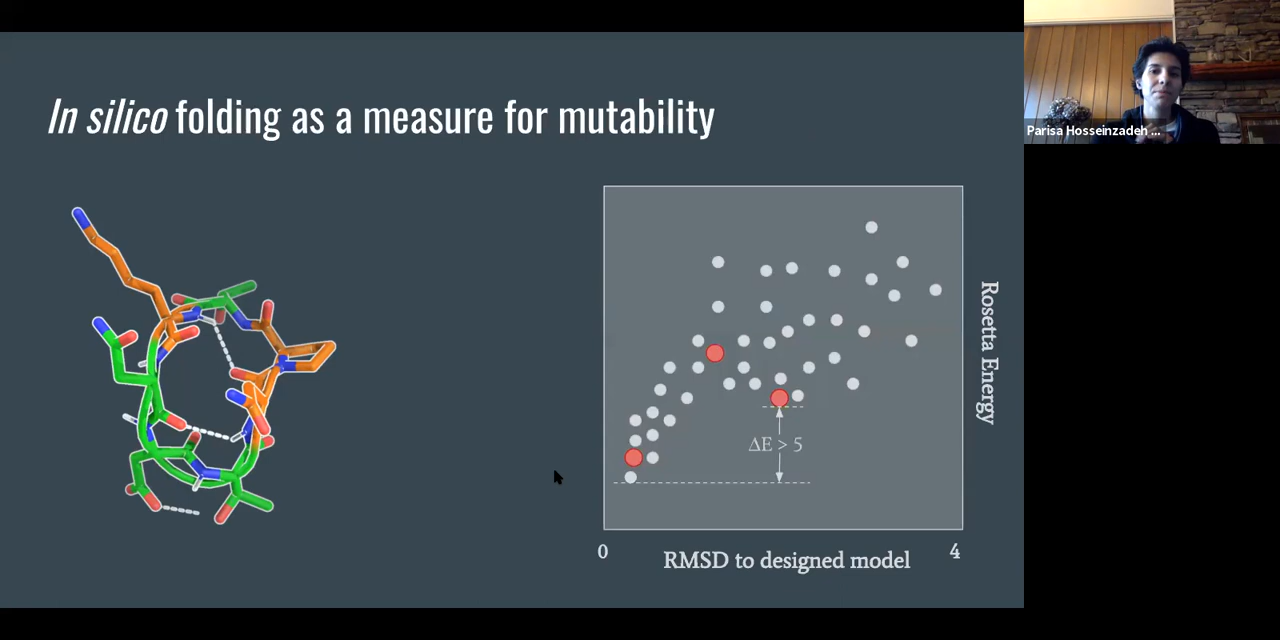 In silico folding as a measure for mutability
Parisa Hosseinzadeh ...
Rosetta Energy
ΔE > 5
0
4
RMSD to designed model